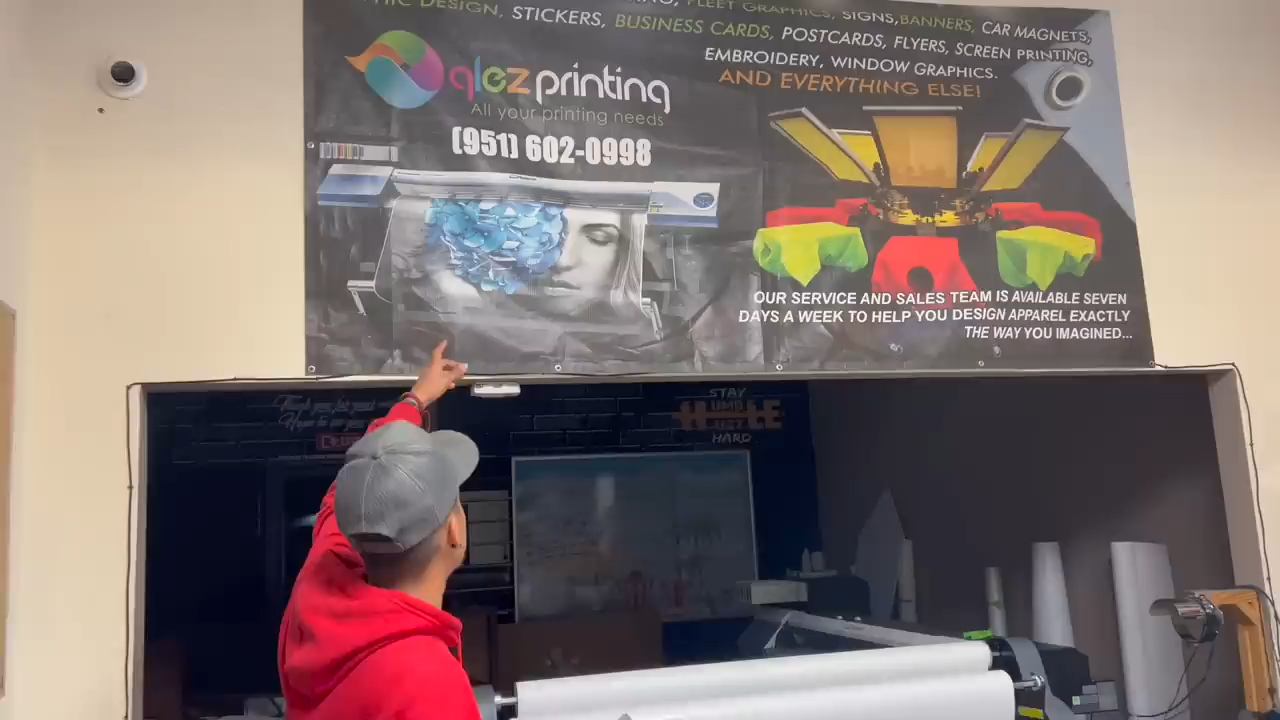 FLEET GRAPHICS, SIGNS, BANNERS, CAR MAGNETS,
DESIGN, STICKERS, BUSINESS CARDS, POSTCARDS, FLYERS, SCREEN PRINTING,
EMBROIDERY, WINDOW GRAPHICS.
AND EVERYTHING ELSE!
qlez printing
All your printing needs
(951) 602-0998
OUR SERVICE AND SALES TEAM IS AVAILABLE SEVEN
DAYS A WEEK TO HELP YOU DESIGN APPAREL EXACTLY
THE WAY YOU IMAGINED...
STAY
HUMBLE
HARD